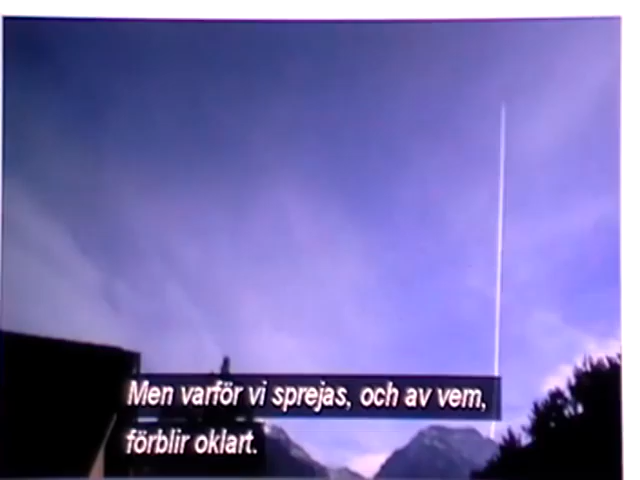 Men varför vi sprejas, och av vem,
förblir oklart.